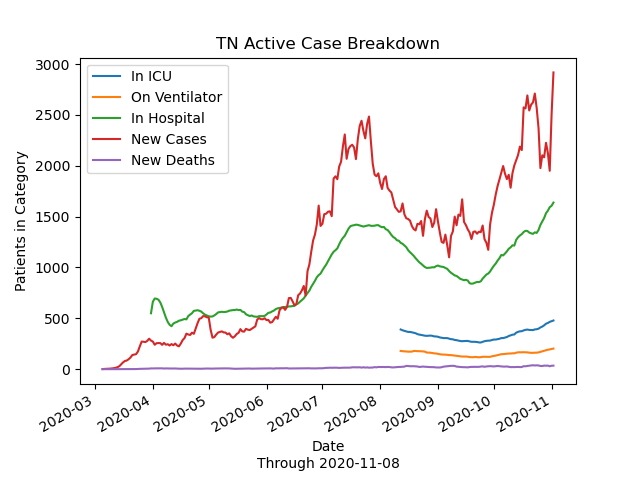 TN Active Case Breakdown
In ICU
On Ventilator
In Hospital
New Cases
New Deaths
Patients in Category
3000
2500
2000
1500
1000
500
0
2020-03
2020-04
2020-05
2020-06
2020-07
2020-08
2020-09
2020-10
2020-11
Date
Through 2020-11-08